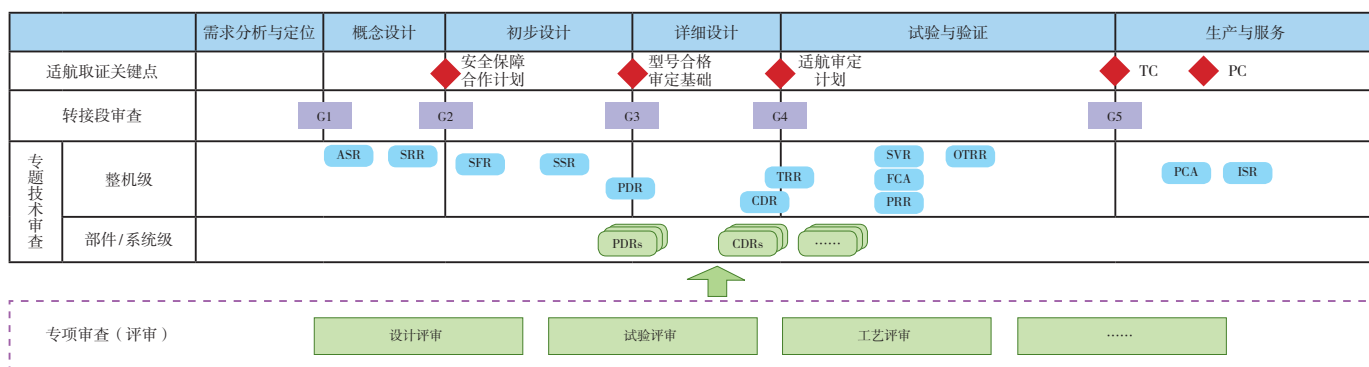 需求分析与定位 概念设计 初步设计 详细设计 试验与验证 生产与服务
适航取证关键点
安全保障
合作计划
型号合格
审定基础
适航审定
计划
TC
PC
转接段审查
G1 G2 G3 G4 G5
专题技术审查
整机级
ASR SRR SFR SSR PDR CDR TRR SVR FCA PRR OTRR PCA ISR
部件/系统级
PDRs CDRs ……
专项审查（评审）
设计评审 试验评审 工艺评审 ……